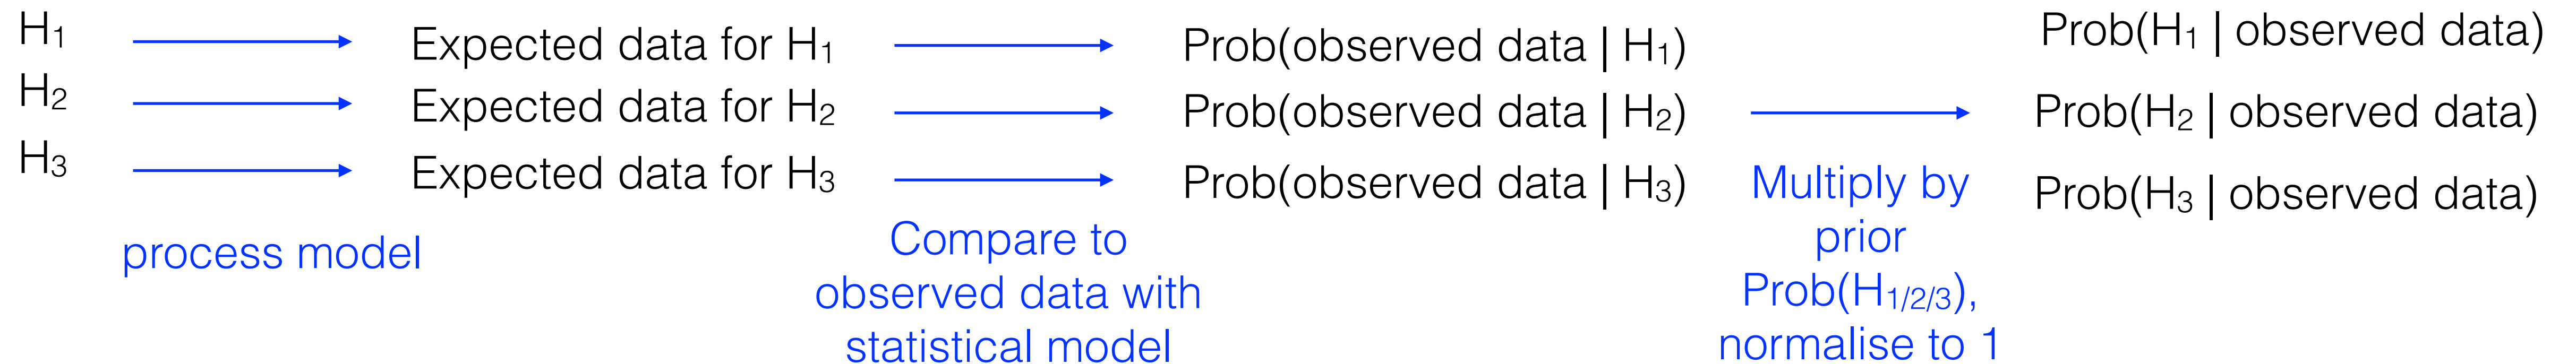 H₁ Expected data for H₁ Prob(observed data | H₁) Prob(H₁ | observed data)
H₂ Expected data for H₂ Prob(observed data | H₂) Prob(H₂ | observed data)
H₃ Expected data for H₃ Prob(observed data | H₃) Prob(H₃ | observed data)
process model
Compare to
observed data with
statistical model
Multiply by
prior
Prob(H₁/₂/₃),
normalise to 1